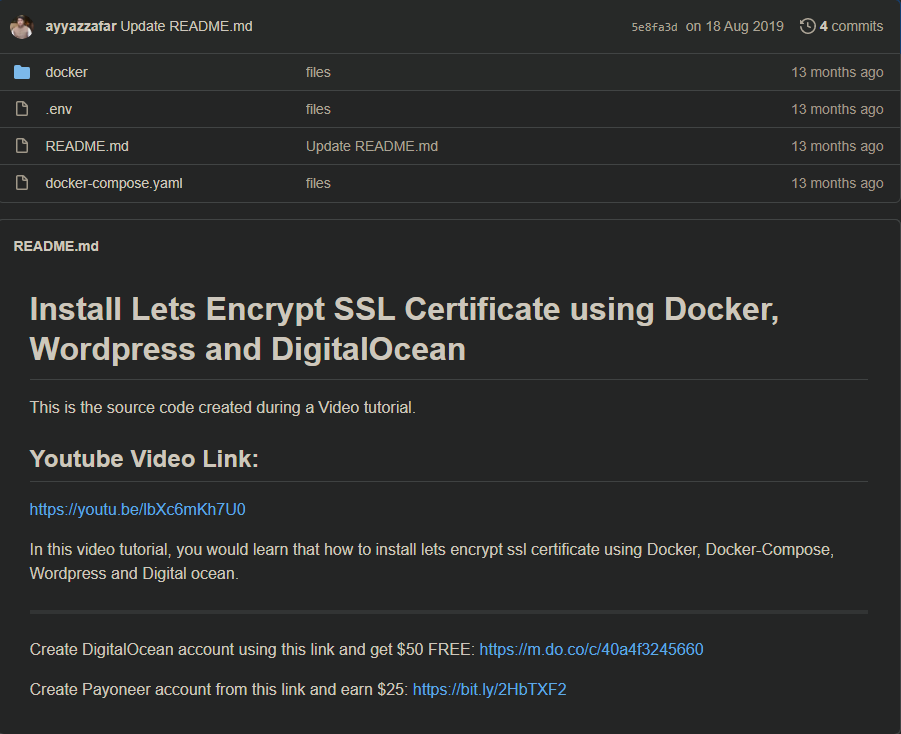 ayyazzafar Update README.md 5e8fa3d on 18 Aug 2019 4 commits
docker files 13 months ago
.env files 13 months ago
README.md Update README.md 13 months ago
docker-compose.yaml files 13 months ago
README.md
Install Lets Encrypt SSL Certificate using Docker,
Wordpress and DigitalOcean
This is the source code created during a Video tutorial.
Youtube Video Link:
https://youtu.be/lbXc6mKh7U0
In this video tutorial, you would learn that how to install lets encrypt ssl certificate using Docker, Docker-Compose,
Wordpress and Digital ocean.
Create DigitalOcean account using this link and get $50 FREE: https://m.do.co/c/40a4f3245660
Create Payoneer account from this link and earn $25: https://bit.ly/2HbTXF2